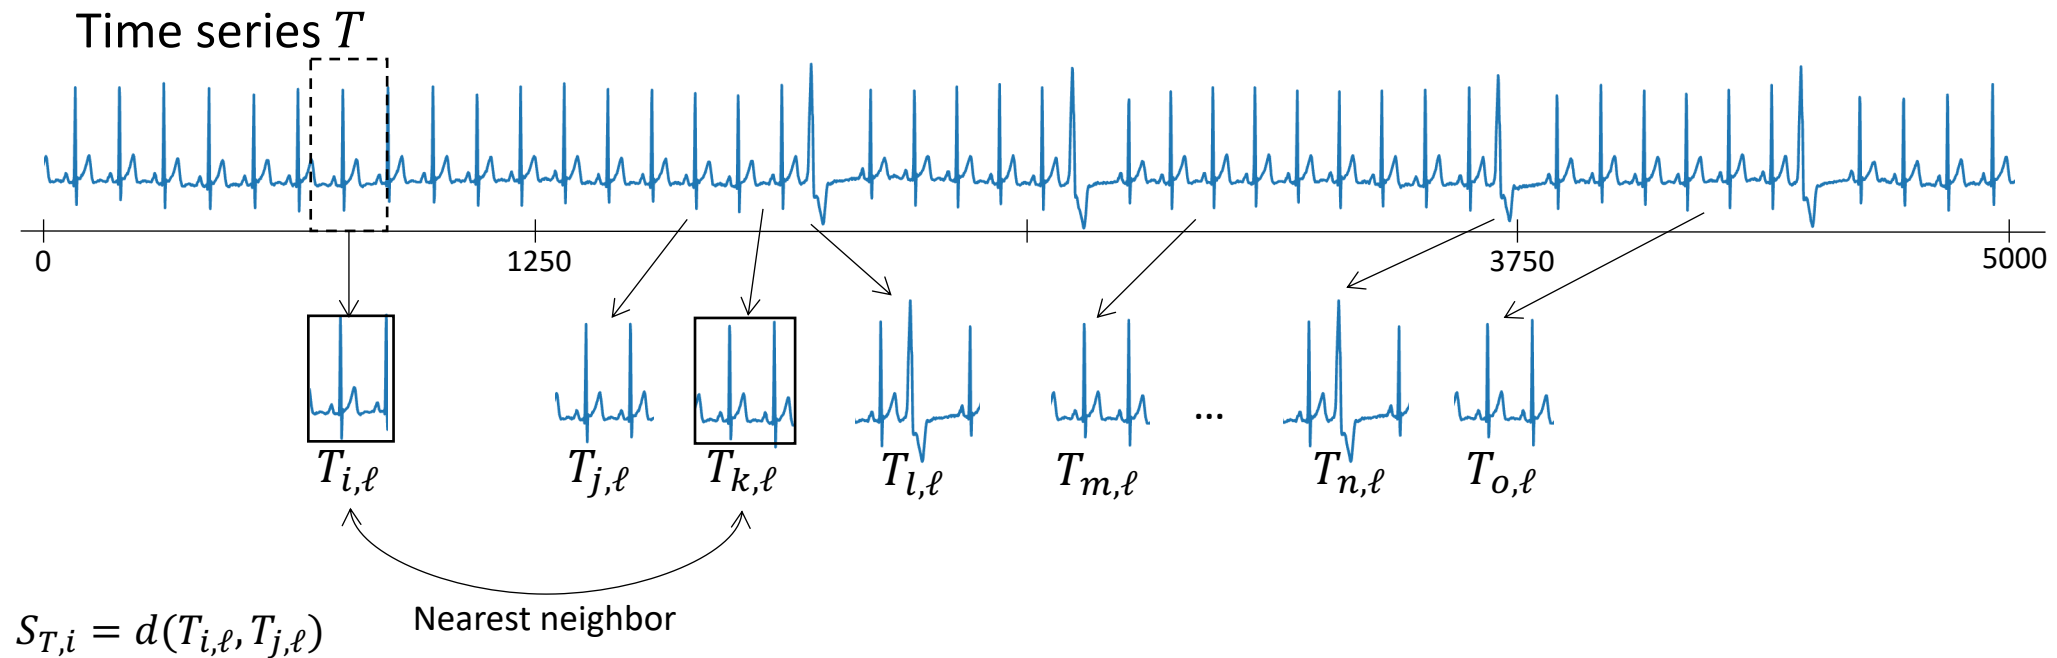 Time series T
0 1250 3750 5000
T_{i,ℓ} T_{j,ℓ} T_{k,ℓ} T_{l,ℓ} T_{m,ℓ} ... T_{n,ℓ} T_{o,ℓ}
Nearest neighbor
S_{T,i} = d(T_{i,ℓ}, T_{j,ℓ})